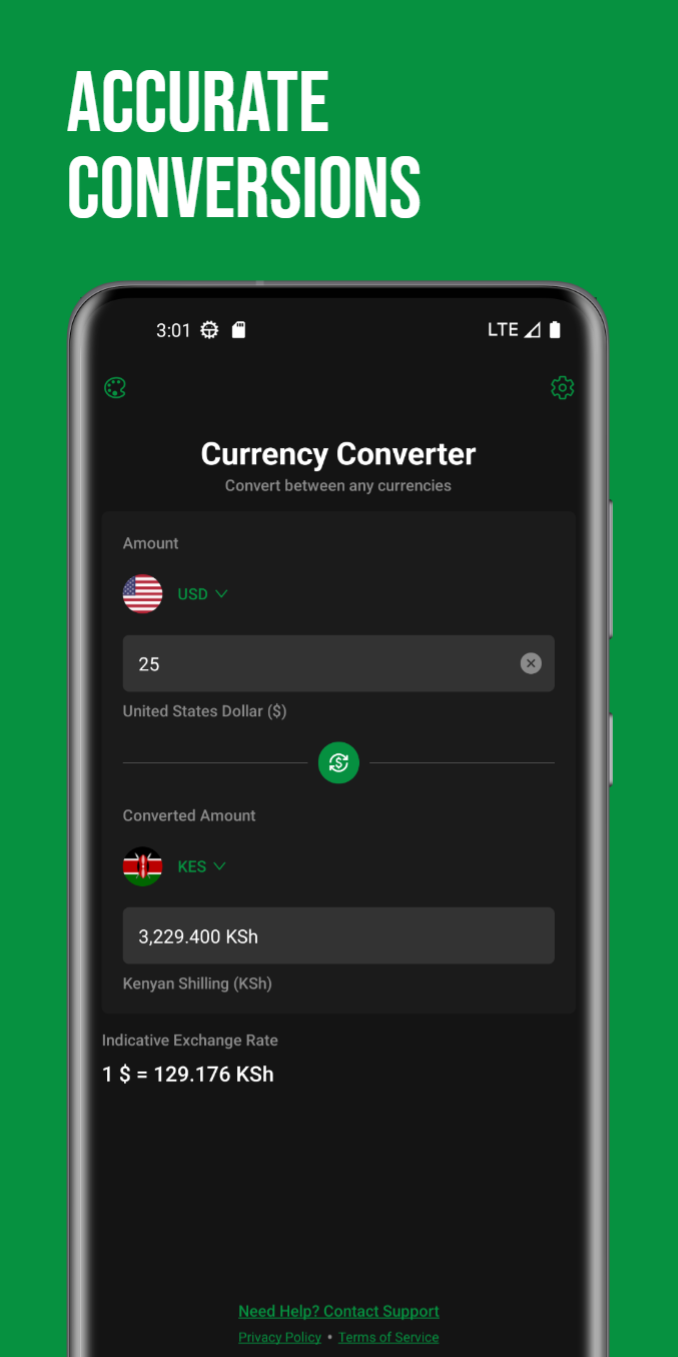 ACCURATE
CONVERSIONS
3:01 LTE
Currency Converter
Convert between any currencies
Amount
USD
25
United States Dollar ($)
Converted Amount
KES
3,229.400 KSh
Kenyan Shilling (KSh)
Indicative Exchange Rate
1 $ = 129.176 KSh
Need Help? Contact Support
Privacy Policy • Terms of Service